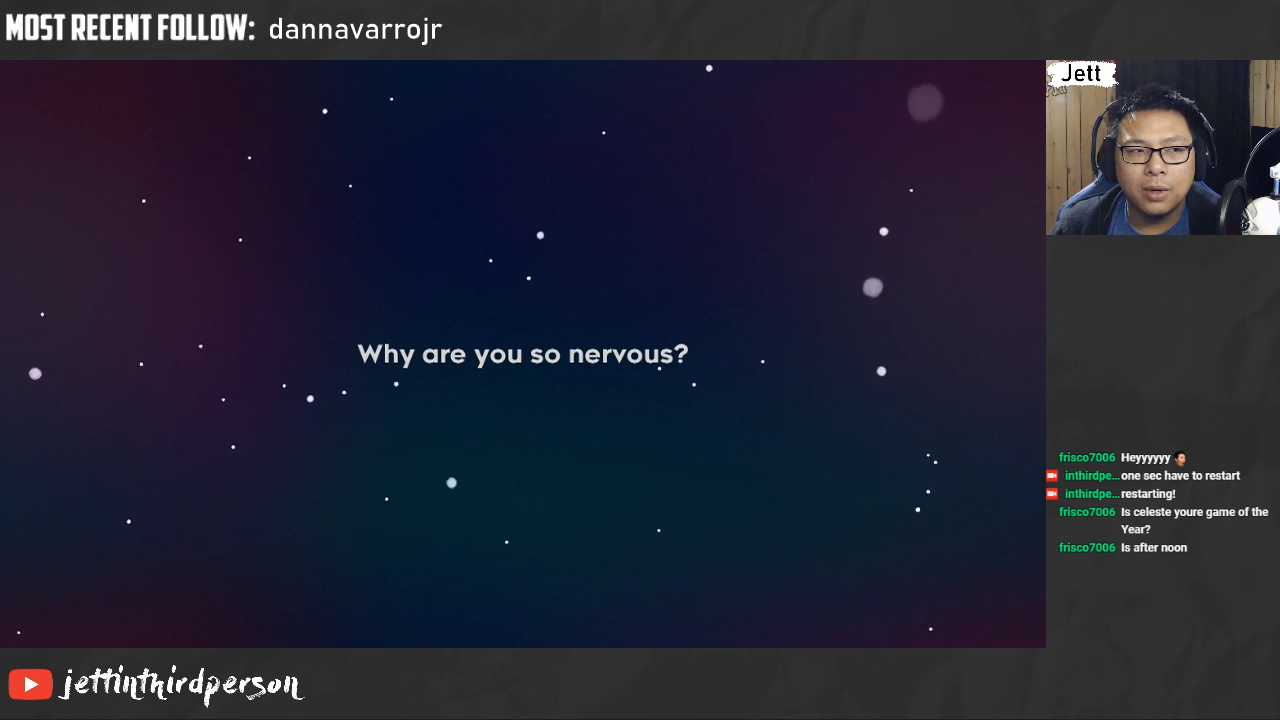 MOST RECENT FOLLOW: dannavarrojr
Jett
Why are you so nervous?
frisco7006 Heyyyyyy
inthirdpe... one sec have to restart
inthirdpe... restarting!
frisco7006 Is celeste youre game of the
Year?
frisco7006 Is after noon
jettinthirdperson